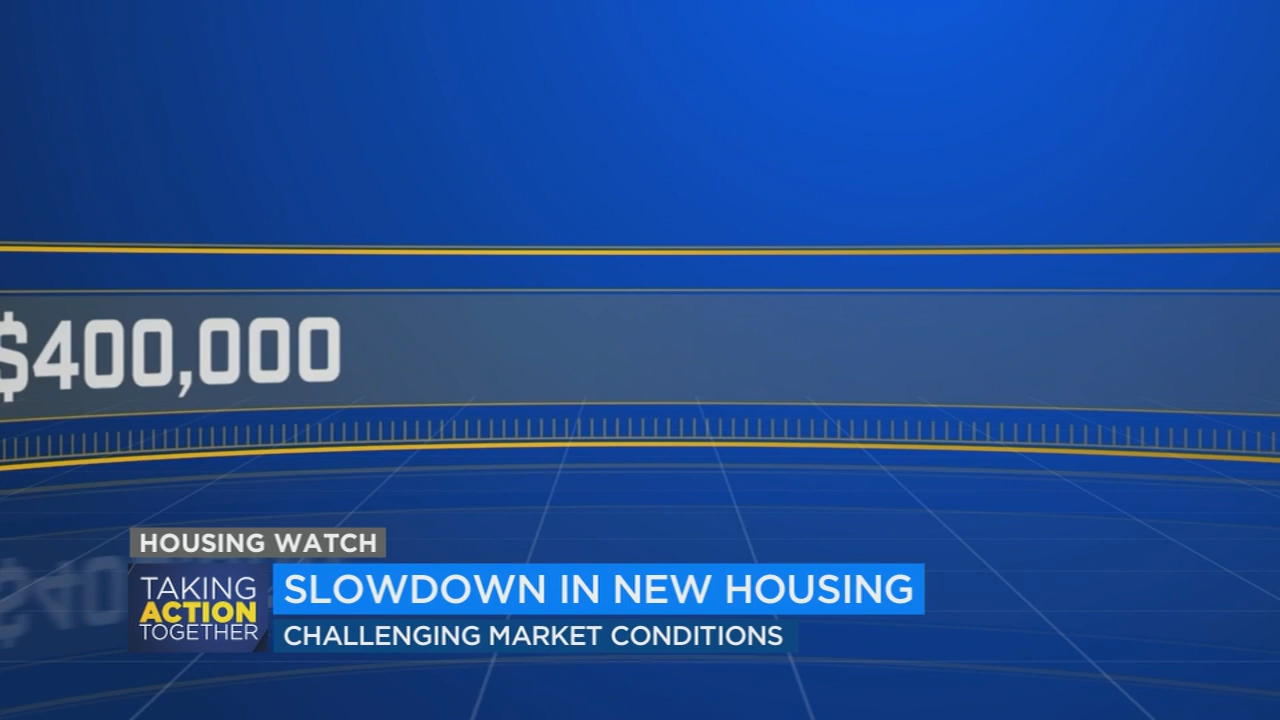 $400,000
HOUSING WATCH
TAKING
ACTION
TOGETHER
SLOWDOWN IN NEW HOUSING
CHALLENGING MARKET CONDITIONS